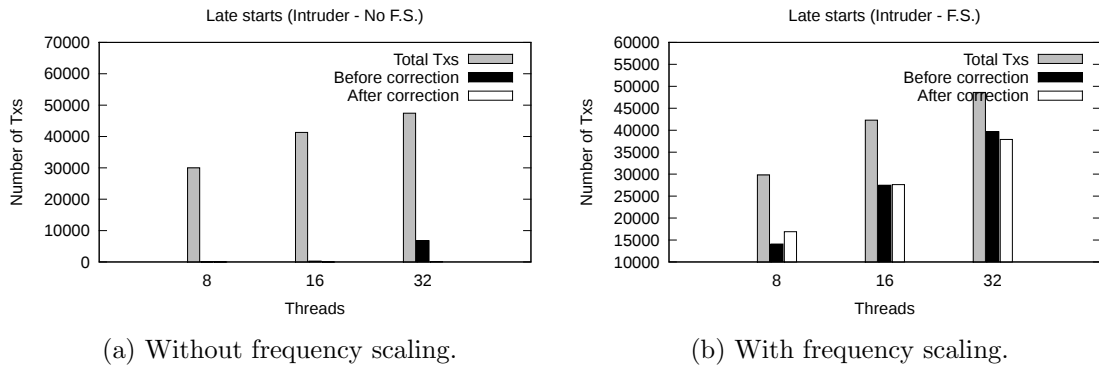 Late starts (Intruder - No F.S.)
70000
60000
50000
40000
30000
20000
10000
0
Number of Txs
Total Txs
Before correction
After correction
8 16 32
Threads
(a) Without frequency scaling.
Late starts (Intruder - F.S.)
60000
55000
50000
45000
40000
35000
30000
25000
20000
15000
10000
Number of Txs
Total Txs
Before correction
After correction
8 16 32
Threads
(b) With frequency scaling.